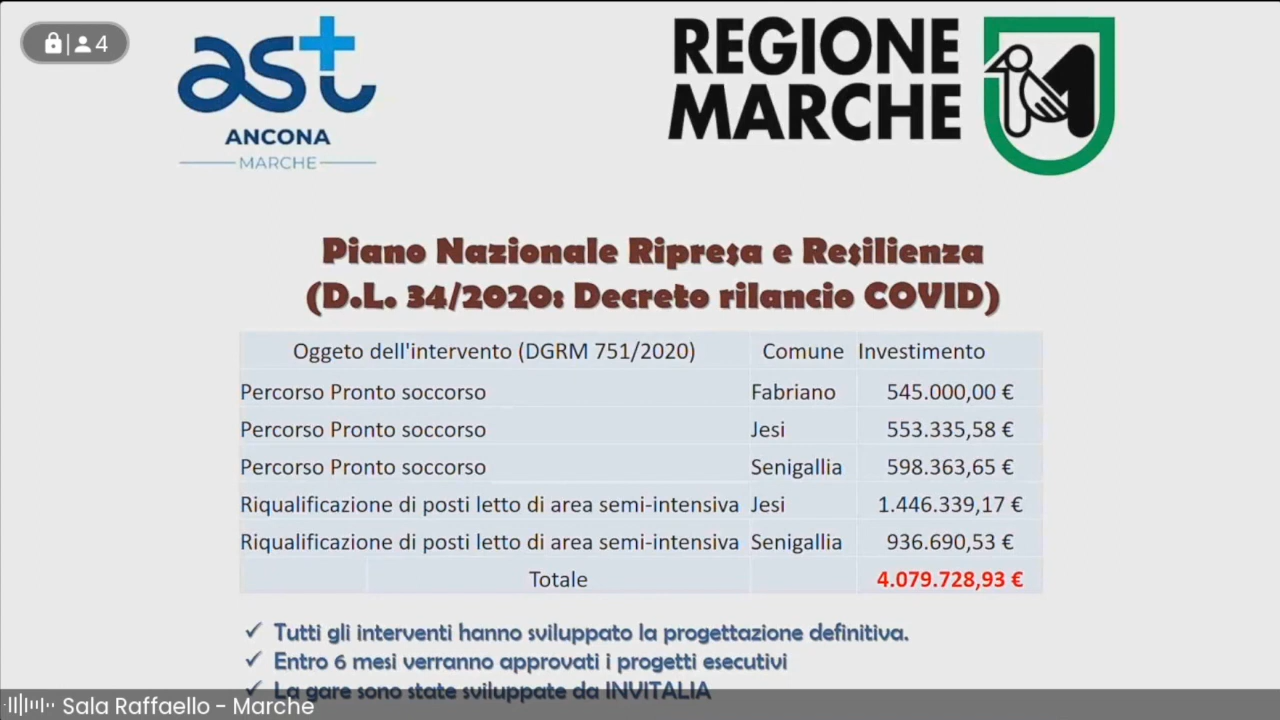 4
ast
ANCONA
MARCHE
REGIONE
MARCHE
Piano Nazionale Ripresa e Resilienza
(D.L. 34/2020: Decreto rilancio COVID)
Oggeto dell'intervento (DGRM 751/2020) Comune Investimento
Percorso Pronto soccorso Fabriano 545.000,00 €
Percorso Pronto soccorso Jesi 553.335,58 €
Percorso Pronto soccorso Senigallia 598.363,65 €
Riqualificazione di posti letto di area semi-intensiva Jesi 1.446.339,17 €
Riqualificazione di posti letto di area semi-intensiva Senigallia 936.690,53 €
Totale 4.079.728,93 €
✓ Tutti gli interventi hanno sviluppato la progettazione definitiva.
✓ Entro 6 mesi verranno approvati i progetti esecutivi
✓ La gare sono state sviluppate da INVITALIA
Sala Raffaello - Marche